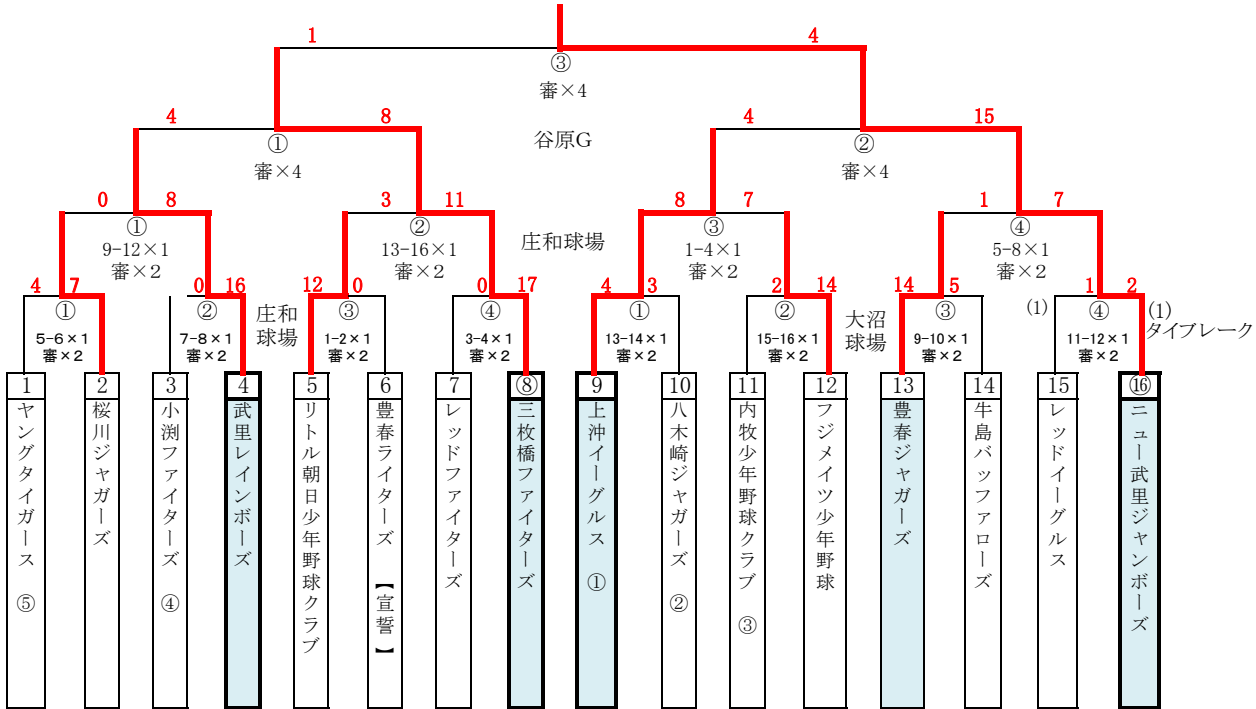 1 4
③
審×4
4 8 4 15
① 谷原G ②
審×4 審×4
0 8 3 11 8 7 1 7
① ② ③ ④
9-12×1 13-16×1 庄和球場 1-4×1 5-8×1
審×2 審×2 審×2 審×2
4 7 0 16 12 0 0 17 4 3 2 14 14 5 1 2
① ② 庄和球場 ③ ④ ① ② 大沼球場 ③ (1) ④ (1)タイブレーク
5-6×1 7-8×1 1-2×1 3-4×1 13-14×1 15-16×1 9-10×1 11-12×1
審×2 審×2 審×2 審×2 審×2 審×2 審×2 審×2
1 ヤングタイガース ⑤
2 桜川ジャガーズ
3 小渕ファイターズ ④
4 武里レインボーズ
5 リトル朝日少年野球クラブ
6 豊春ライターズ 【宣誓】
7 レッドファイターズ
⑧ 三枚橋ファイターズ
9 上沖イーグルス ①
10 八木崎ジャガーズ ②
11 内牧少年野球クラブ ③
12 フジメイツ少年野球
13 豊春ジャガーズ
14 牛島バッファローズ
15 レッドイーグルス
⑯ ニュー武里ジャンボーズ